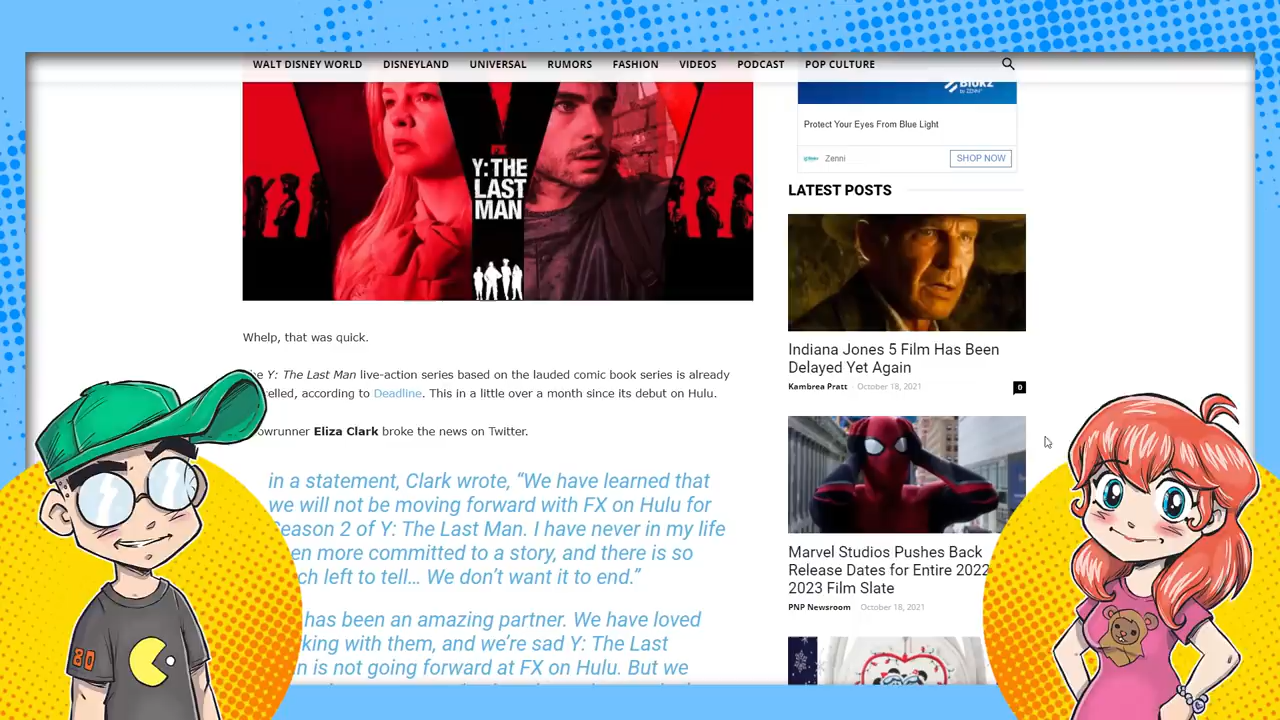 WALT DISNEY WORLD DISNEYLAND UNIVERSAL RUMORS FASHION VIDEOS PODCAST POP CULTURE
FX
Y: THE
LAST
MAN
Whelp, that was quick.
Y: The Last Man live-action series based on the lauded comic book series is already
according to Deadline. This in a little over a month since its debut on Hulu.
Eliza Clark broke the news on Twitter.
in a statement, Clark wrote, “We have learned that
we will not be moving forward with FX on Hulu for
Season 2 of Y: The Last Man. I have never in my life
more committed to a story, and there is so
left to tell... We don’t want it to end.”
has been an amazing partner. We have loved
with them, and we’re sad Y: The Last
is not going forward at FX on Hulu. But we
by ZENNI
Protect Your Eyes From Blue Light
Zenni
SHOP NOW
LATEST POSTS
Indiana Jones 5 Film Has Been
Delayed Yet Again
Kambrea Pratt - October 18, 2021
0
Marvel Studios Pushes Back
Release Dates for Entire 2022
2023 Film Slate
PNP Newsroom - October 18, 2021
80